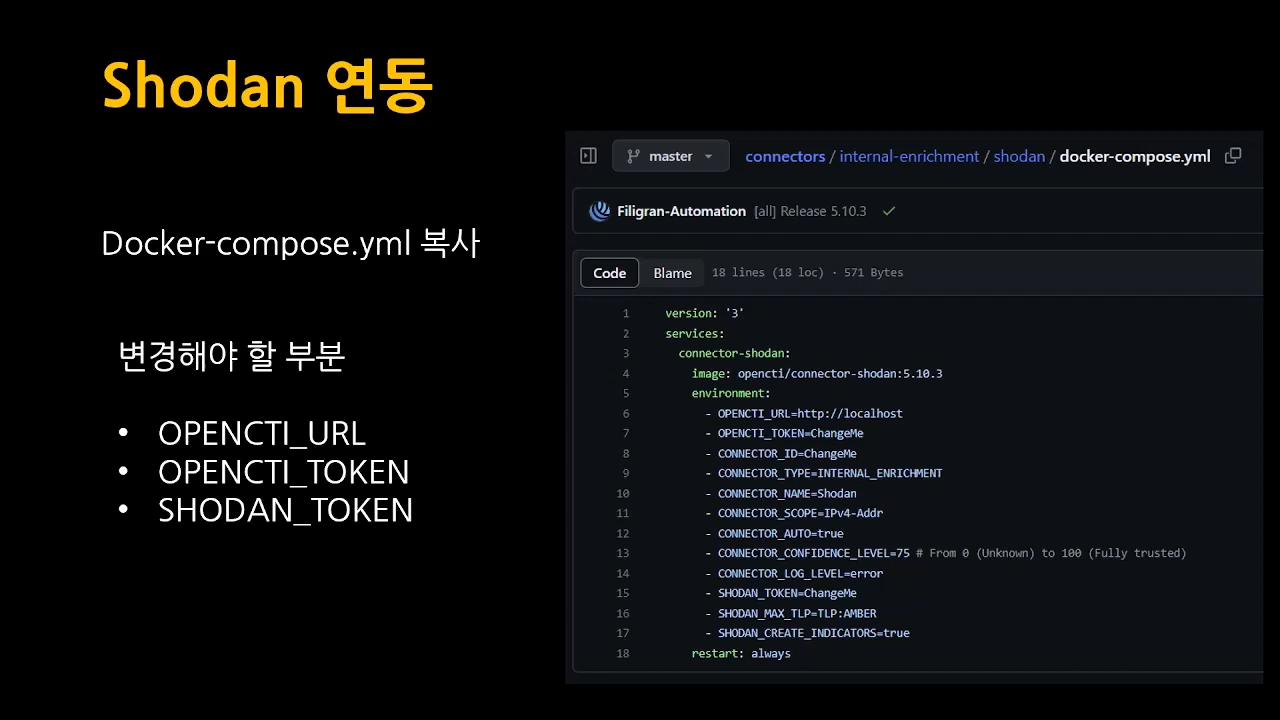 Shodan 연동
Docker-compose.yml 복사
변경해야 할 부분
• OPENCTI_URL
• OPENCTI_TOKEN
• SHODAN_TOKEN
master
connectors / internal-enrichment / shodan / docker-compose.yml
Filigran-Automation [all] Release 5.10.3
Code Blame 18 lines (18 loc) · 571 Bytes
1 version: '3'
2 services:
3 connector-shodan:
4 image: opencti/connector-shodan:5.10.3
5 environment:
6 - OPENCTI_URL=http://localhost
7 - OPENCTI_TOKEN=ChangeMe
8 - CONNECTOR_ID=ChangeMe
9 - CONNECTOR_TYPE=INTERNAL_ENRICHMENT
10 - CONNECTOR_NAME=Shodan
11 - CONNECTOR_SCOPE=IPv4-Addr
12 - CONNECTOR_AUTO=true
13 - CONNECTOR_CONFIDENCE_LEVEL=75 # From 0 (Unknown) to 100 (Fully trusted)
14 - CONNECTOR_LOG_LEVEL=error
15 - SHODAN_TOKEN=ChangeMe
16 - SHODAN_MAX_TLP=TLP:AMBER
17 - SHODAN_CREATE_INDICATORS=true
18 restart: always